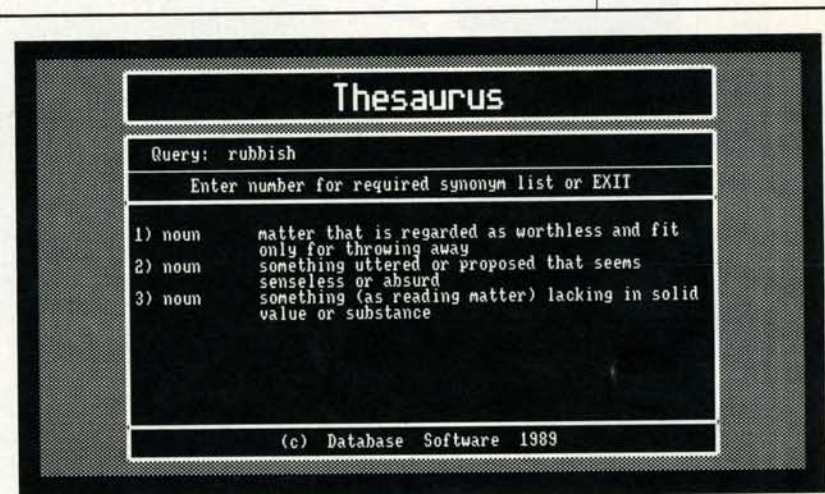 Thesaurus
Query: rubbish
Enter number for required synonym list or EXIT
1) noun matter that is regarded as worthless and fit
only for throwing away
2) noun something uttered or proposed that seems
senseless or absurd
3) noun something (as reading matter) lacking in solid
value or substance
(c) Database Software 1989